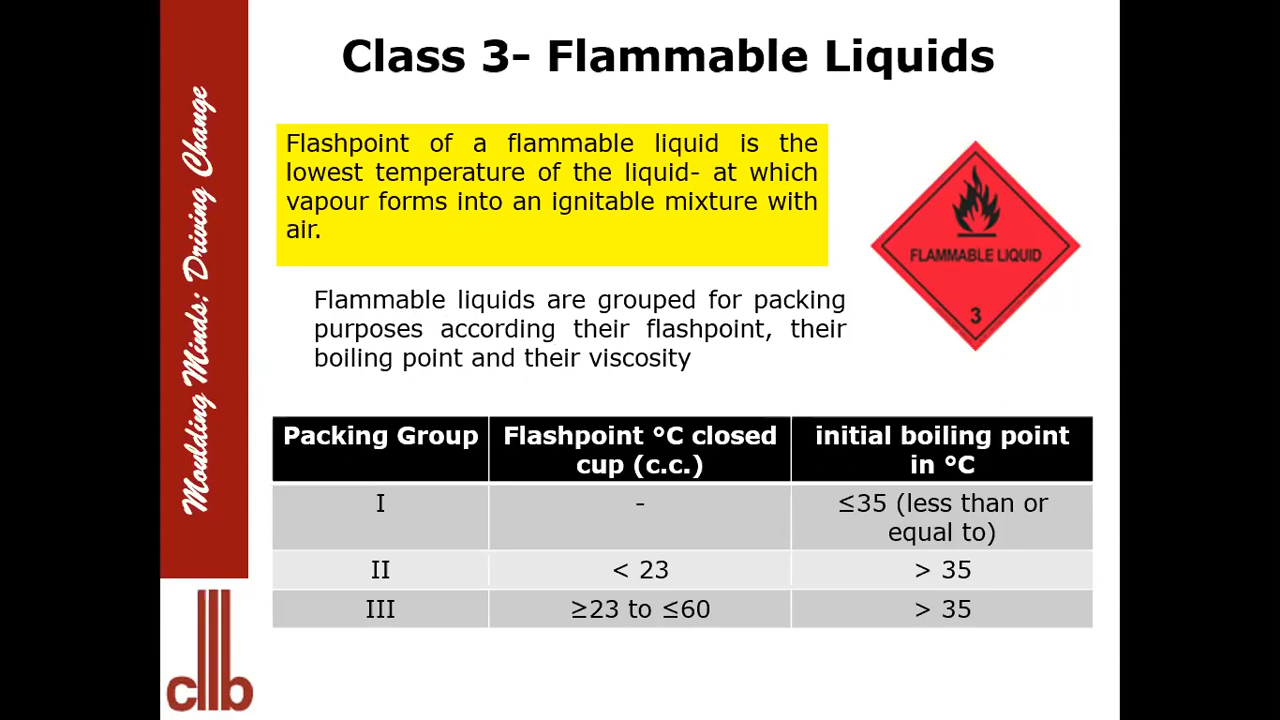 Class 3- Flammable Liquids
Moulding Minds; Driving Change
Flashpoint of a flammable liquid is the
lowest temperature of the liquid- at which
vapour forms into an ignitable mixture with
air.
FLAMMABLE LIQUID
3
Flammable liquids are grouped for packing
purposes according their flashpoint, their
boiling point and their viscosity
Packing Group
Flashpoint °C closed
cup (c.c.)
initial boiling point
in °C
I
-
≤35 (less than or
equal to)
II
< 23
> 35
III
≥23 to ≤60
> 35
cllb